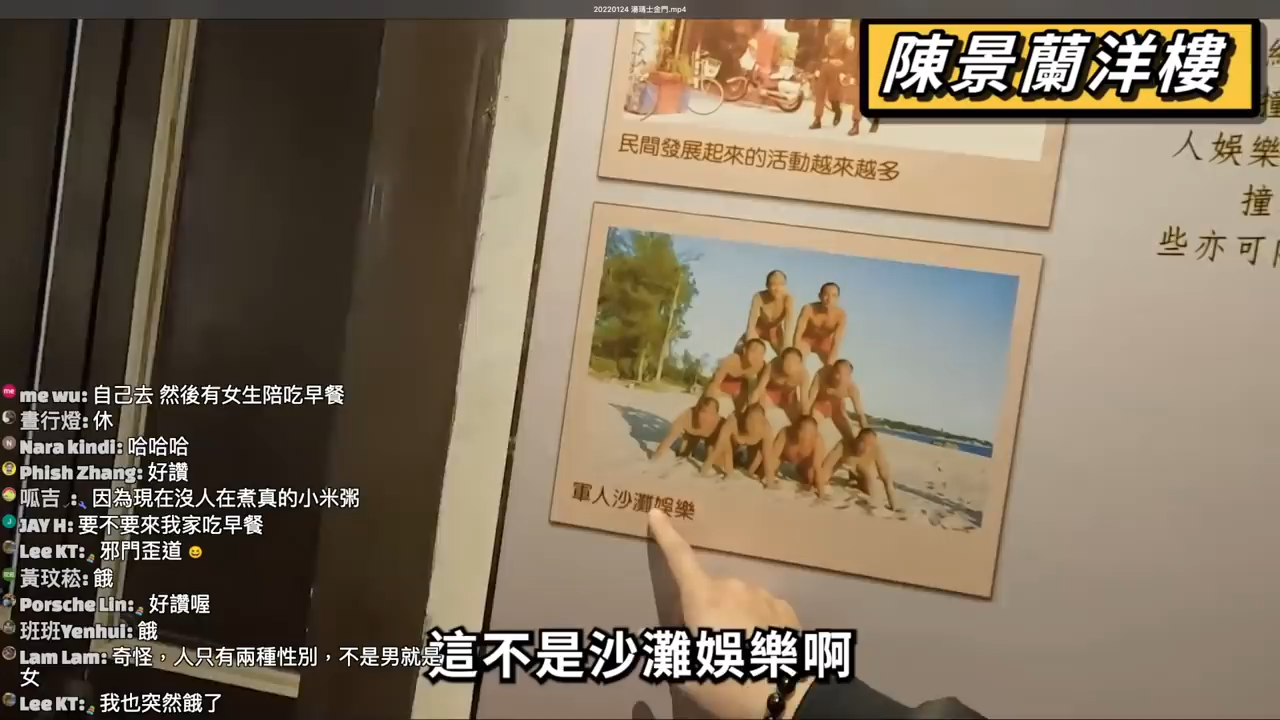 20220124 潘瑞士金門.mp4
陳景蘭洋樓
民間發展起來的活動越來越多
人娛樂
撞
些亦可
軍人沙灘娛樂
me wu: 自己去 然後有女生陪吃早餐
晝行燈: 休
Nara kindi: 哈哈哈
Phish Zhang: 好讚
呱吉 : 因為現在沒人在煮真的小米粥
JAY H: 要不要來我家吃早餐
Lee KT: 邪門歪道 😀
黃玟菘: 餓
Porsche Lin: 好讚喔
班班Yenhui: 餓
Lam Lam: 奇怪，人只有兩種性別，不是男就是
女
Lee KT: 我也突然餓了
這不是沙灘娛樂啊